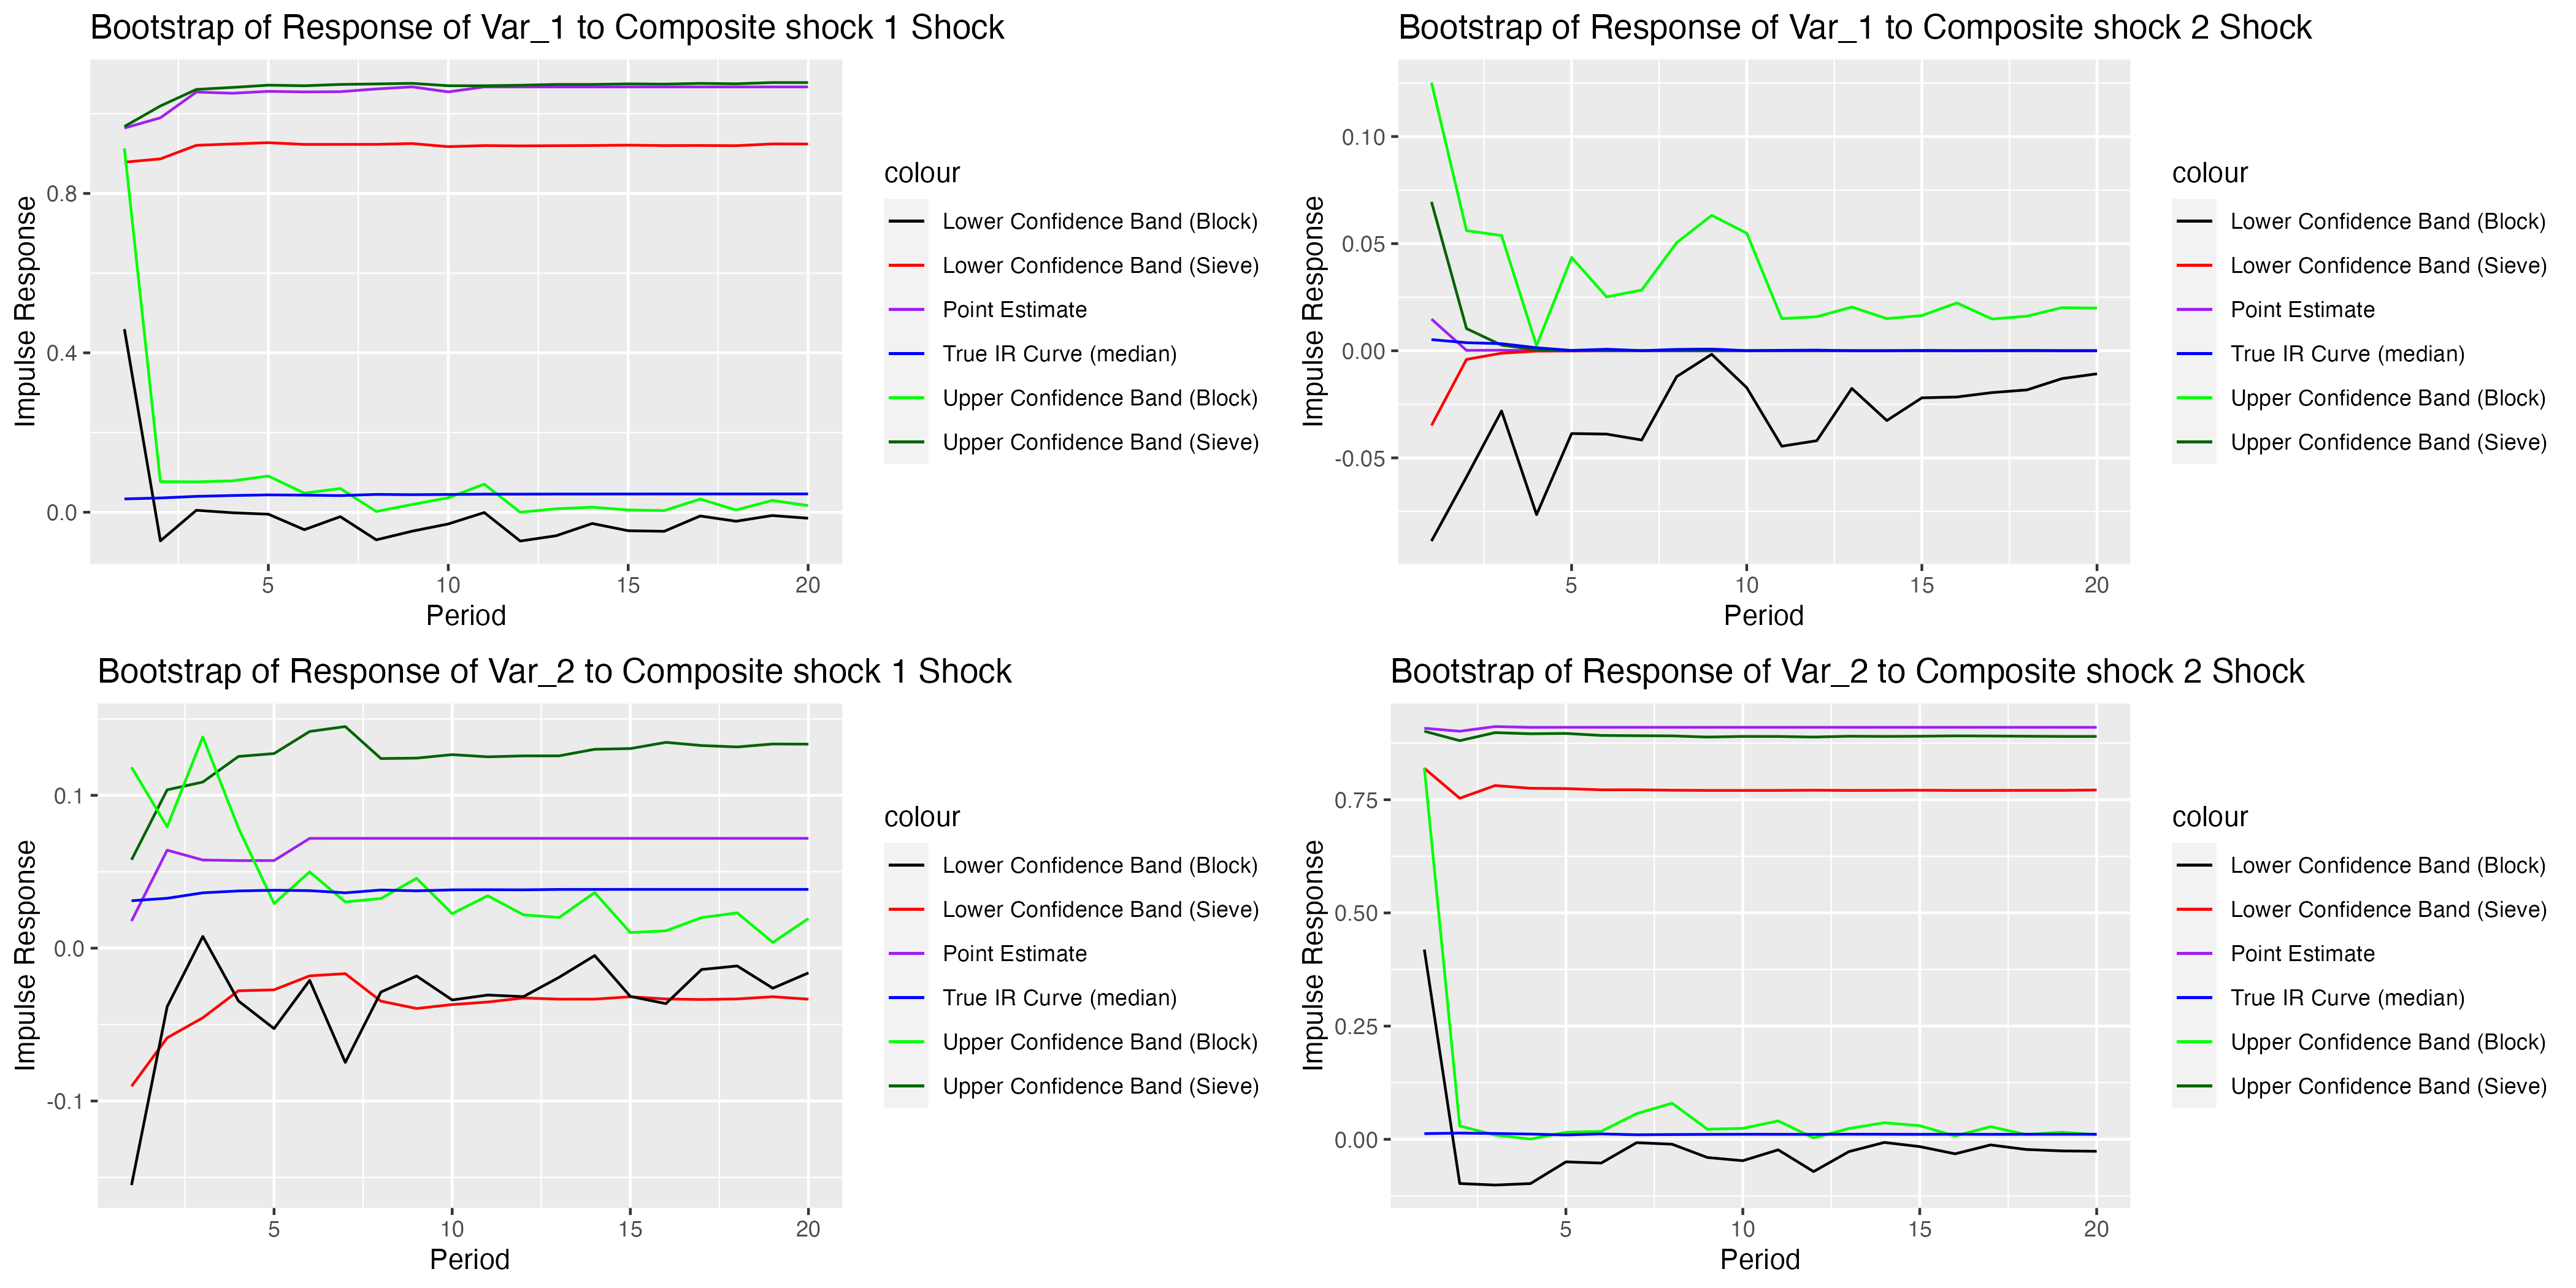 Bootstrap of Response of Var_1 to Composite shock 1 Shock
Impulse Response
0.8
0.4
0.0
5
10
15
20
Period
colour
Lower Confidence Band (Block)
Lower Confidence Band (Sieve)
Point Estimate
True IR Curve (median)
Upper Confidence Band (Block)
Upper Confidence Band (Sieve)
Bootstrap of Response of Var_1 to Composite shock 2 Shock
Impulse Response
0.10
0.05
0.00
-0.05
5
10
15
20
Period
colour
Lower Confidence Band (Block)
Lower Confidence Band (Sieve)
Point Estimate
True IR Curve (median)
Upper Confidence Band (Block)
Upper Confidence Band (Sieve)
Bootstrap of Response of Var_2 to Composite shock 1 Shock
Impulse Response
0.1
0.0
-0.1
5
10
15
20
Period
colour
Lower Confidence Band (Block)
Lower Confidence Band (Sieve)
Point Estimate
True IR Curve (median)
Upper Confidence Band (Block)
Upper Confidence Band (Sieve)
Bootstrap of Response of Var_2 to Composite shock 2 Shock
Impulse Response
0.75
0.50
0.25
0.00
5
10
15
20
Period
colour
Lower Confidence Band (Block)
Lower Confidence Band (Sieve)
Point Estimate
True IR Curve (median)
Upper Confidence Band (Block)
Upper Confidence Band (Sieve)